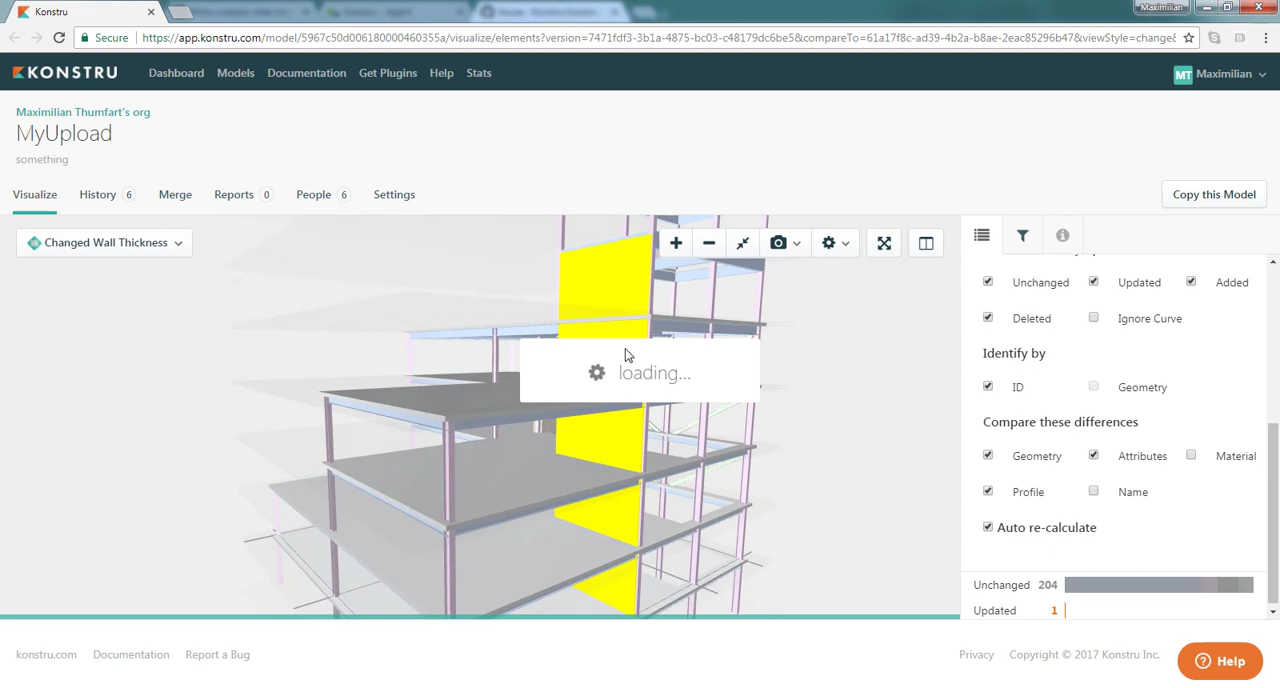 Konstru
Maximilian
Secure
https://app.konstru.com/model/5967c50d006180000460355a/visualize/elements?version=7471fdf3-3b1a-4875-bc03-c48179dc6be5&compareTo=61a17f8c-ad39-4b2a-b8ae-2eac85296b47&viewStyle=change&
KONSTRU
Dashboard
Models
Documentation
Get Plugins
Help
Stats
MT Maximilian
Maximilian Thumfart's org
MyUpload
something
Visualize
History 6
Merge
Reports 0
People 6
Settings
Copy this Model
Changed Wall Thickness
loading...
Unchanged
Updated
Added
Deleted
Ignore Curve
Identify by
ID
Geometry
Compare these differences
Geometry
Attributes
Material
Profile
Name
Auto re-calculate
Unchanged 204
Updated 1
konstru.com
Documentation
Report a Bug
Privacy
Copyright © 2017 Konstru Inc.
Help